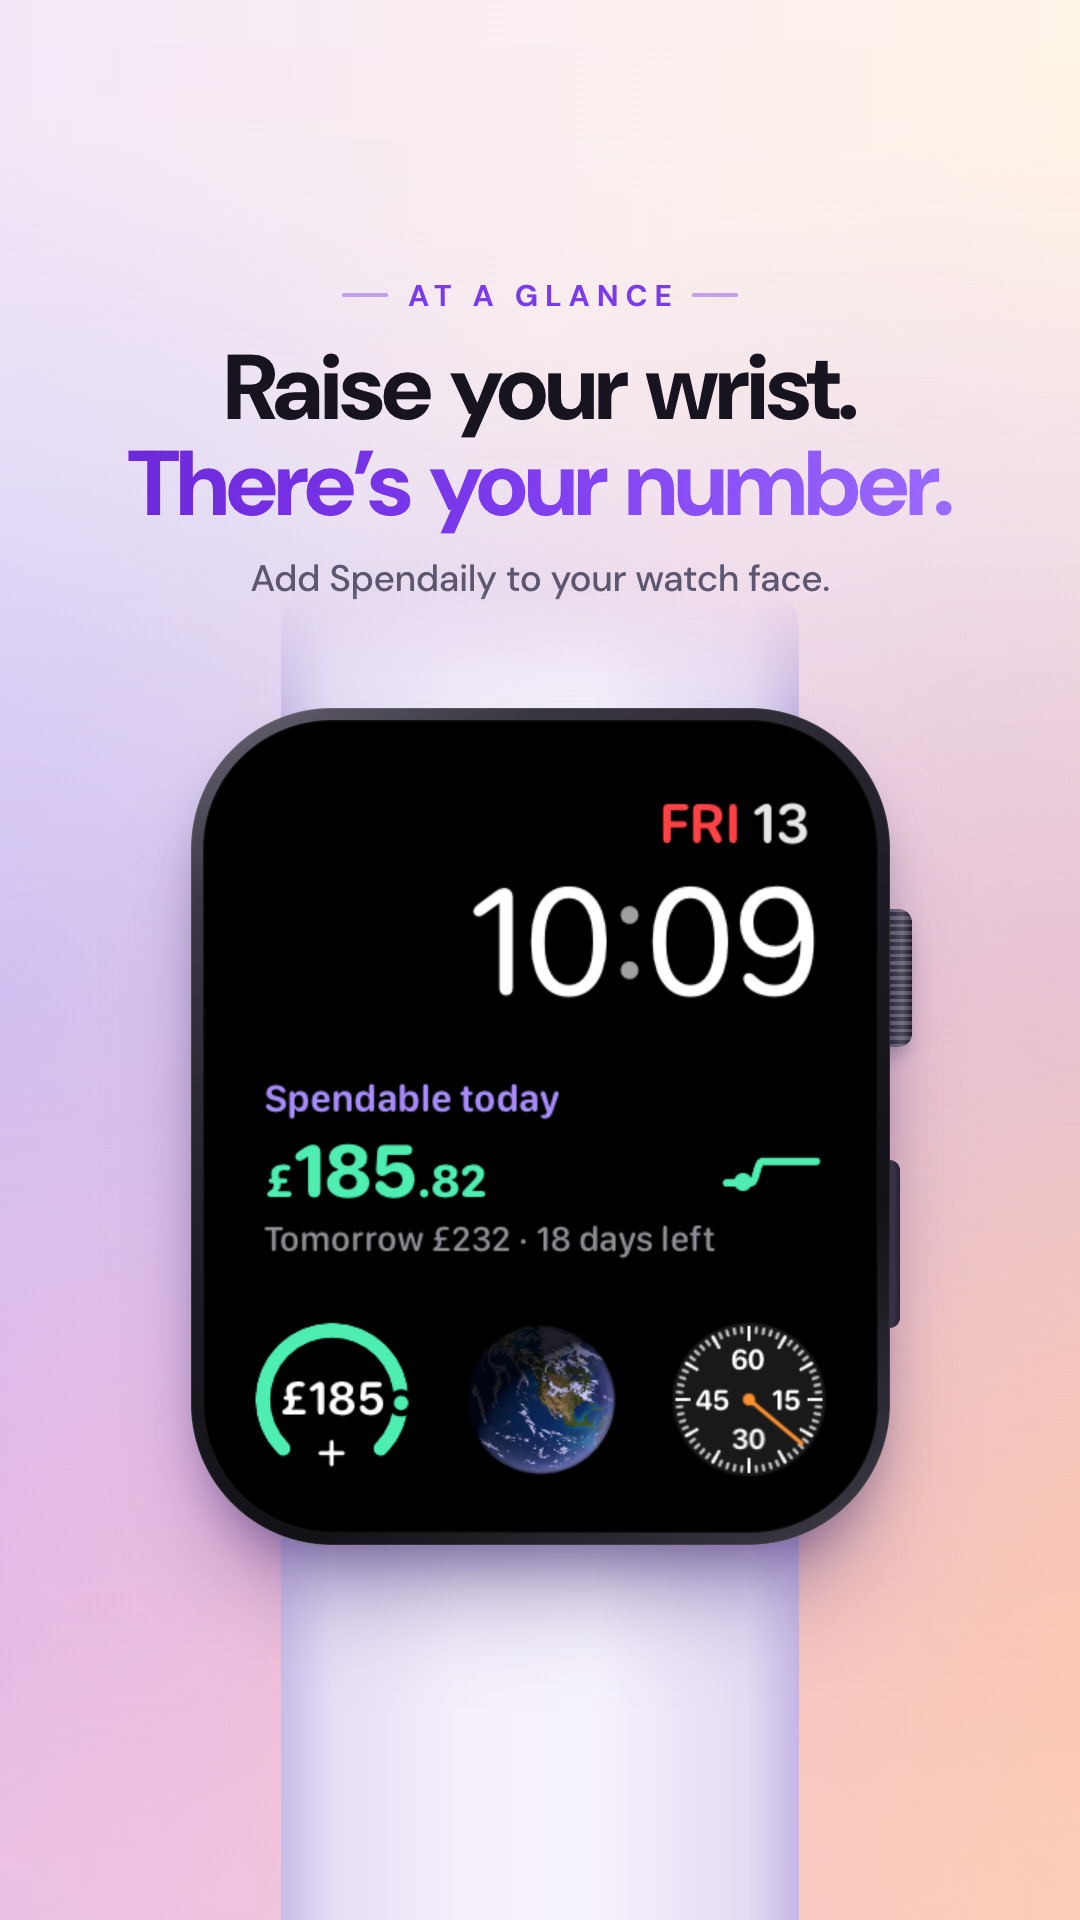 AT A GLANCE
Raise your wrist.
There’s your number.
Add Spendaily to your watch face.
FRI 13
10:09
Spendable today
£185.82
Tomorrow £232 · 18 days left
£185
+
60
45 15
30